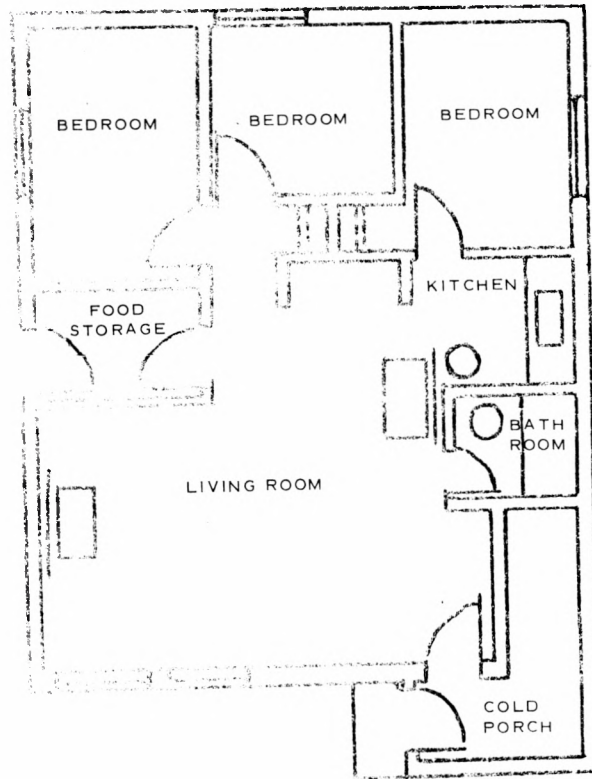 BEDROOM
BEDROOM
BEDROOM
KITCHEN
FOOD
STORAGE
BATH
ROOM
LIVING ROOM
COLD
PORCH